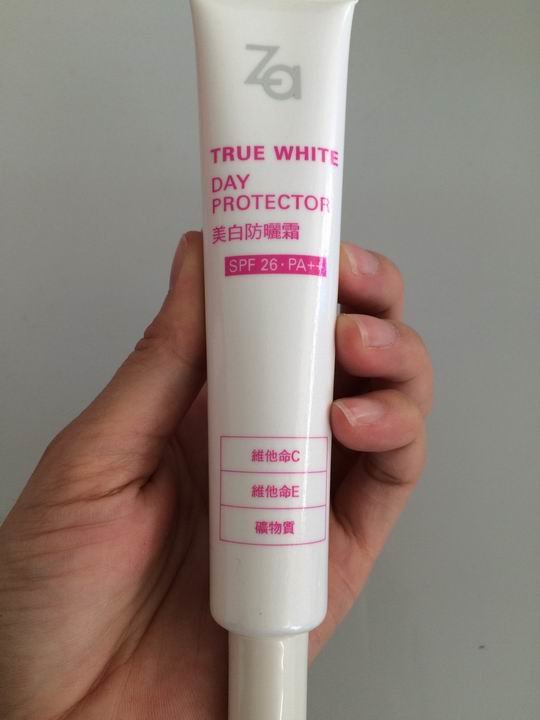 Za
TRUE WHITE
DAY
PROTECTOR
美白防曬霜
SPF 26·PA++
維他命C
維他命E
礦物質